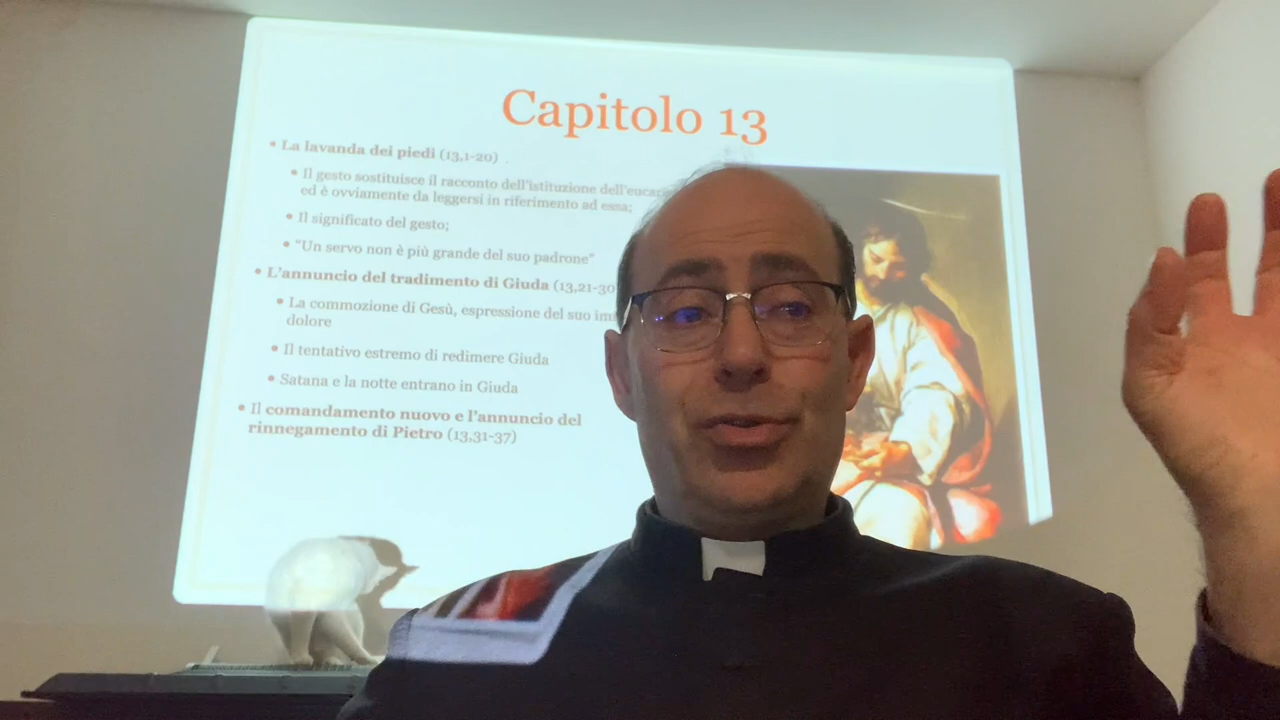 Capitolo 13
• La lavanda dei piedi (13,1-20)
• Il gesto sostituisce il racconto dell'istituzione
ed è ovviamente da leggersi in riferimento ad essa;
• Il significato del gesto;
• "Un servo non è più grande del suo padrone"
• L'annuncio del tradimento di Giuda (13,21-30
• La commozione di Gesù, espressione del suo
dolore
• Il tentativo estremo di redimere Giuda
• Satana e la notte entrano in Giuda
• Il comandamento nuovo e l'annuncio del
rinnegamento di Pietro (13,31-37)